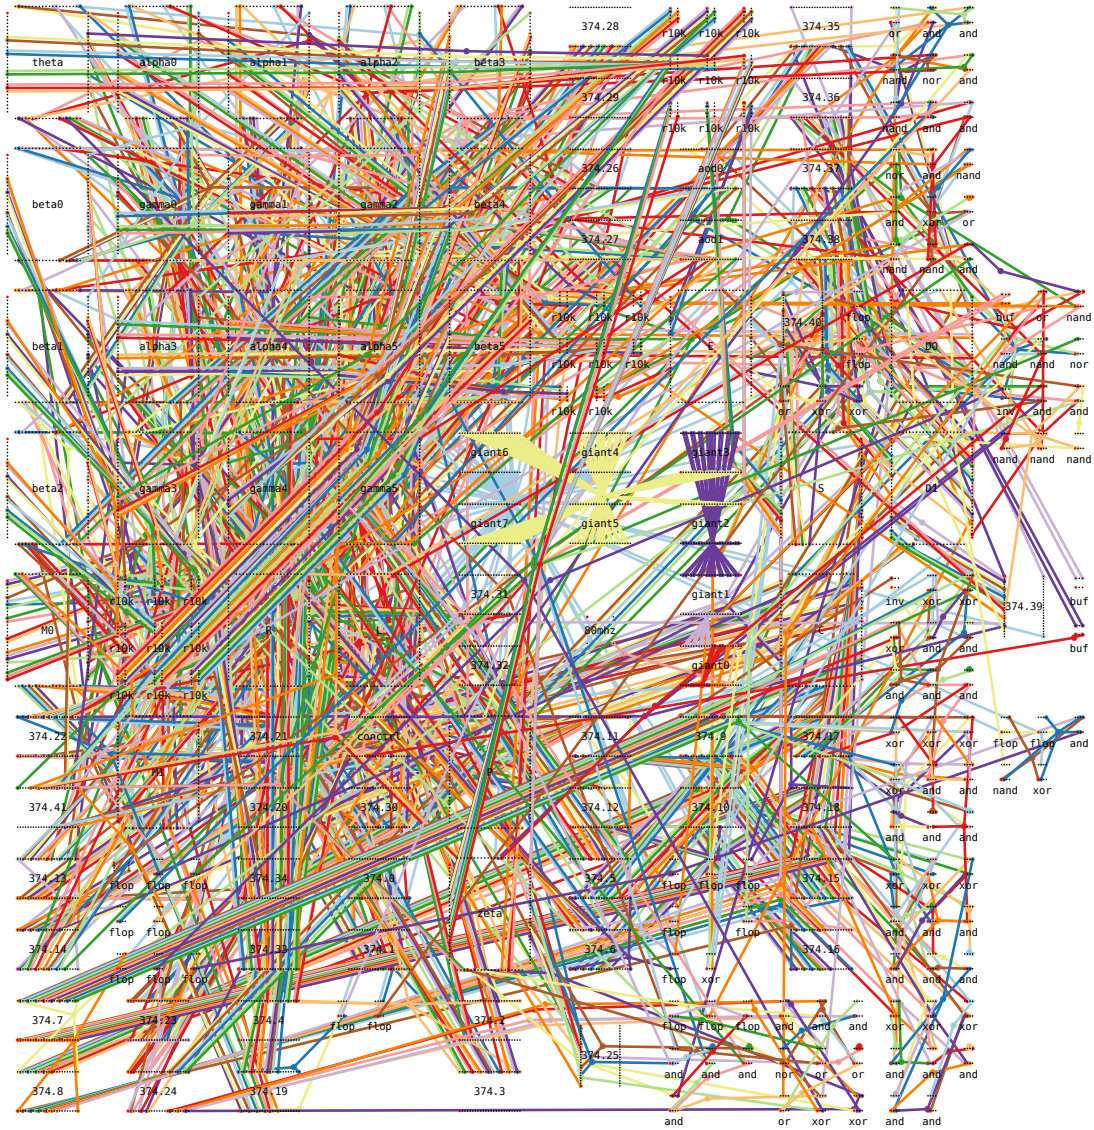 374.28 374.35
r10k r10k r10k or and and
theta alpha0 alpha1 alpha2 beta3
r10k r10k r10k nand nor and
374.29 374.36
r10k r10k r10k nand and and
374.26 aod0 374.37
nor and nand
beta0 gamma0 gamma1 gamma2 beta4
and xor or
374.27 aod1 374.38
nand nand and
r10k r10k r10k flop buf or nand
374.40
beta1 alpha3 alpha4 alpha5 beta5 E D0
r10k r10k r10k flop nand nand nor
r10k r10k or xor xor inv and and
giant6 giant4 giant3
nand nand nand
beta2 gamma3 gamma4 gamma5 S D1
giant7 giant5 giant2
374.31 giant1
r10k r10k r10k inv xor xor 374.39 buf
M0 R L 80mhz C
r10k r10k r10k xor and and buf
374.32 giant0
r10k r10k r10k and and and
374.22 374.21 conctrl 374.11 374.9 374.17
xor xor xor flop flop and
M1 P
xor and and nand xor
374.41 374.20 374.30 374.12 374.10 374.18
and and and
374.13 374.34 374.0 374.5 374.15
flop flop flop flop flop flop xor xor xor
zeta
flop flop flop and and and
374.14 374.33 374.1 374.6 374.16
flop flop flop flop xor and and and
374.7 374.23 374.4 374.2
flop flop flop flop flop and and and xor xor xor
374.25
and and and nor or or and and and
374.8 374.24 374.19 374.3
and or xor xor and and